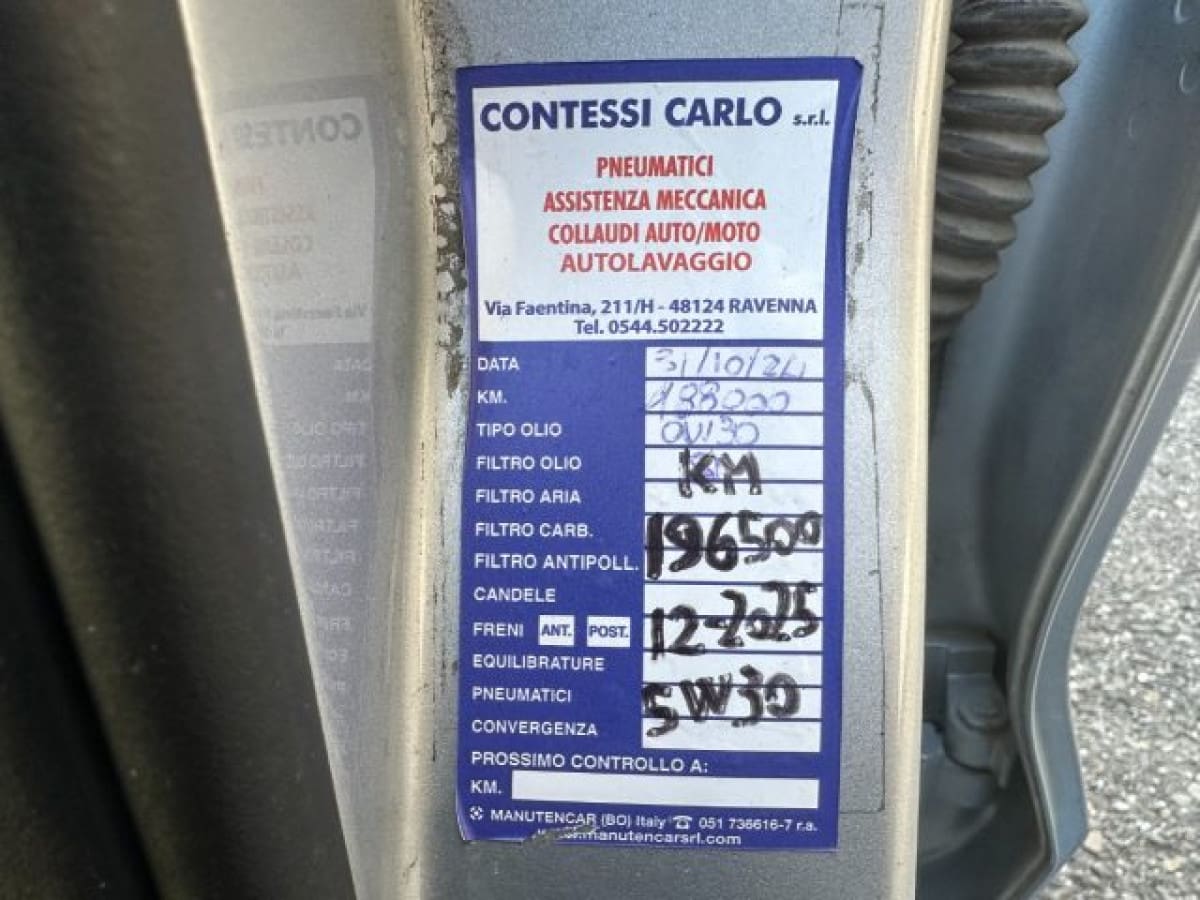 CONTESSI CARLO s.r.l.
PNEUMATICI
ASSISTENZA MECCANICA
COLLAUDI AUTO/MOTO
AUTOLAVAGGIO
Via Faentina, 211/H - 48124 RAVENNA
Tel. 0544.502222
DATA 31/10/24
KM. 188000
TIPO OLIO 0W30
FILTRO OLIO KM
FILTRO ARIA
FILTRO CARB. 196500
FILTRO ANTIPOLL.
CANDELE
FRENI ANT. POST. 12-2025
EQUILIBRATURE
PNEUMATICI 5W30
CONVERGENZA
PROSSIMO CONTROLLO A:
KM.
MANUTENCAR (BO) Italy ☎ 051 736616-7 r.a.
manutencarsrl.com